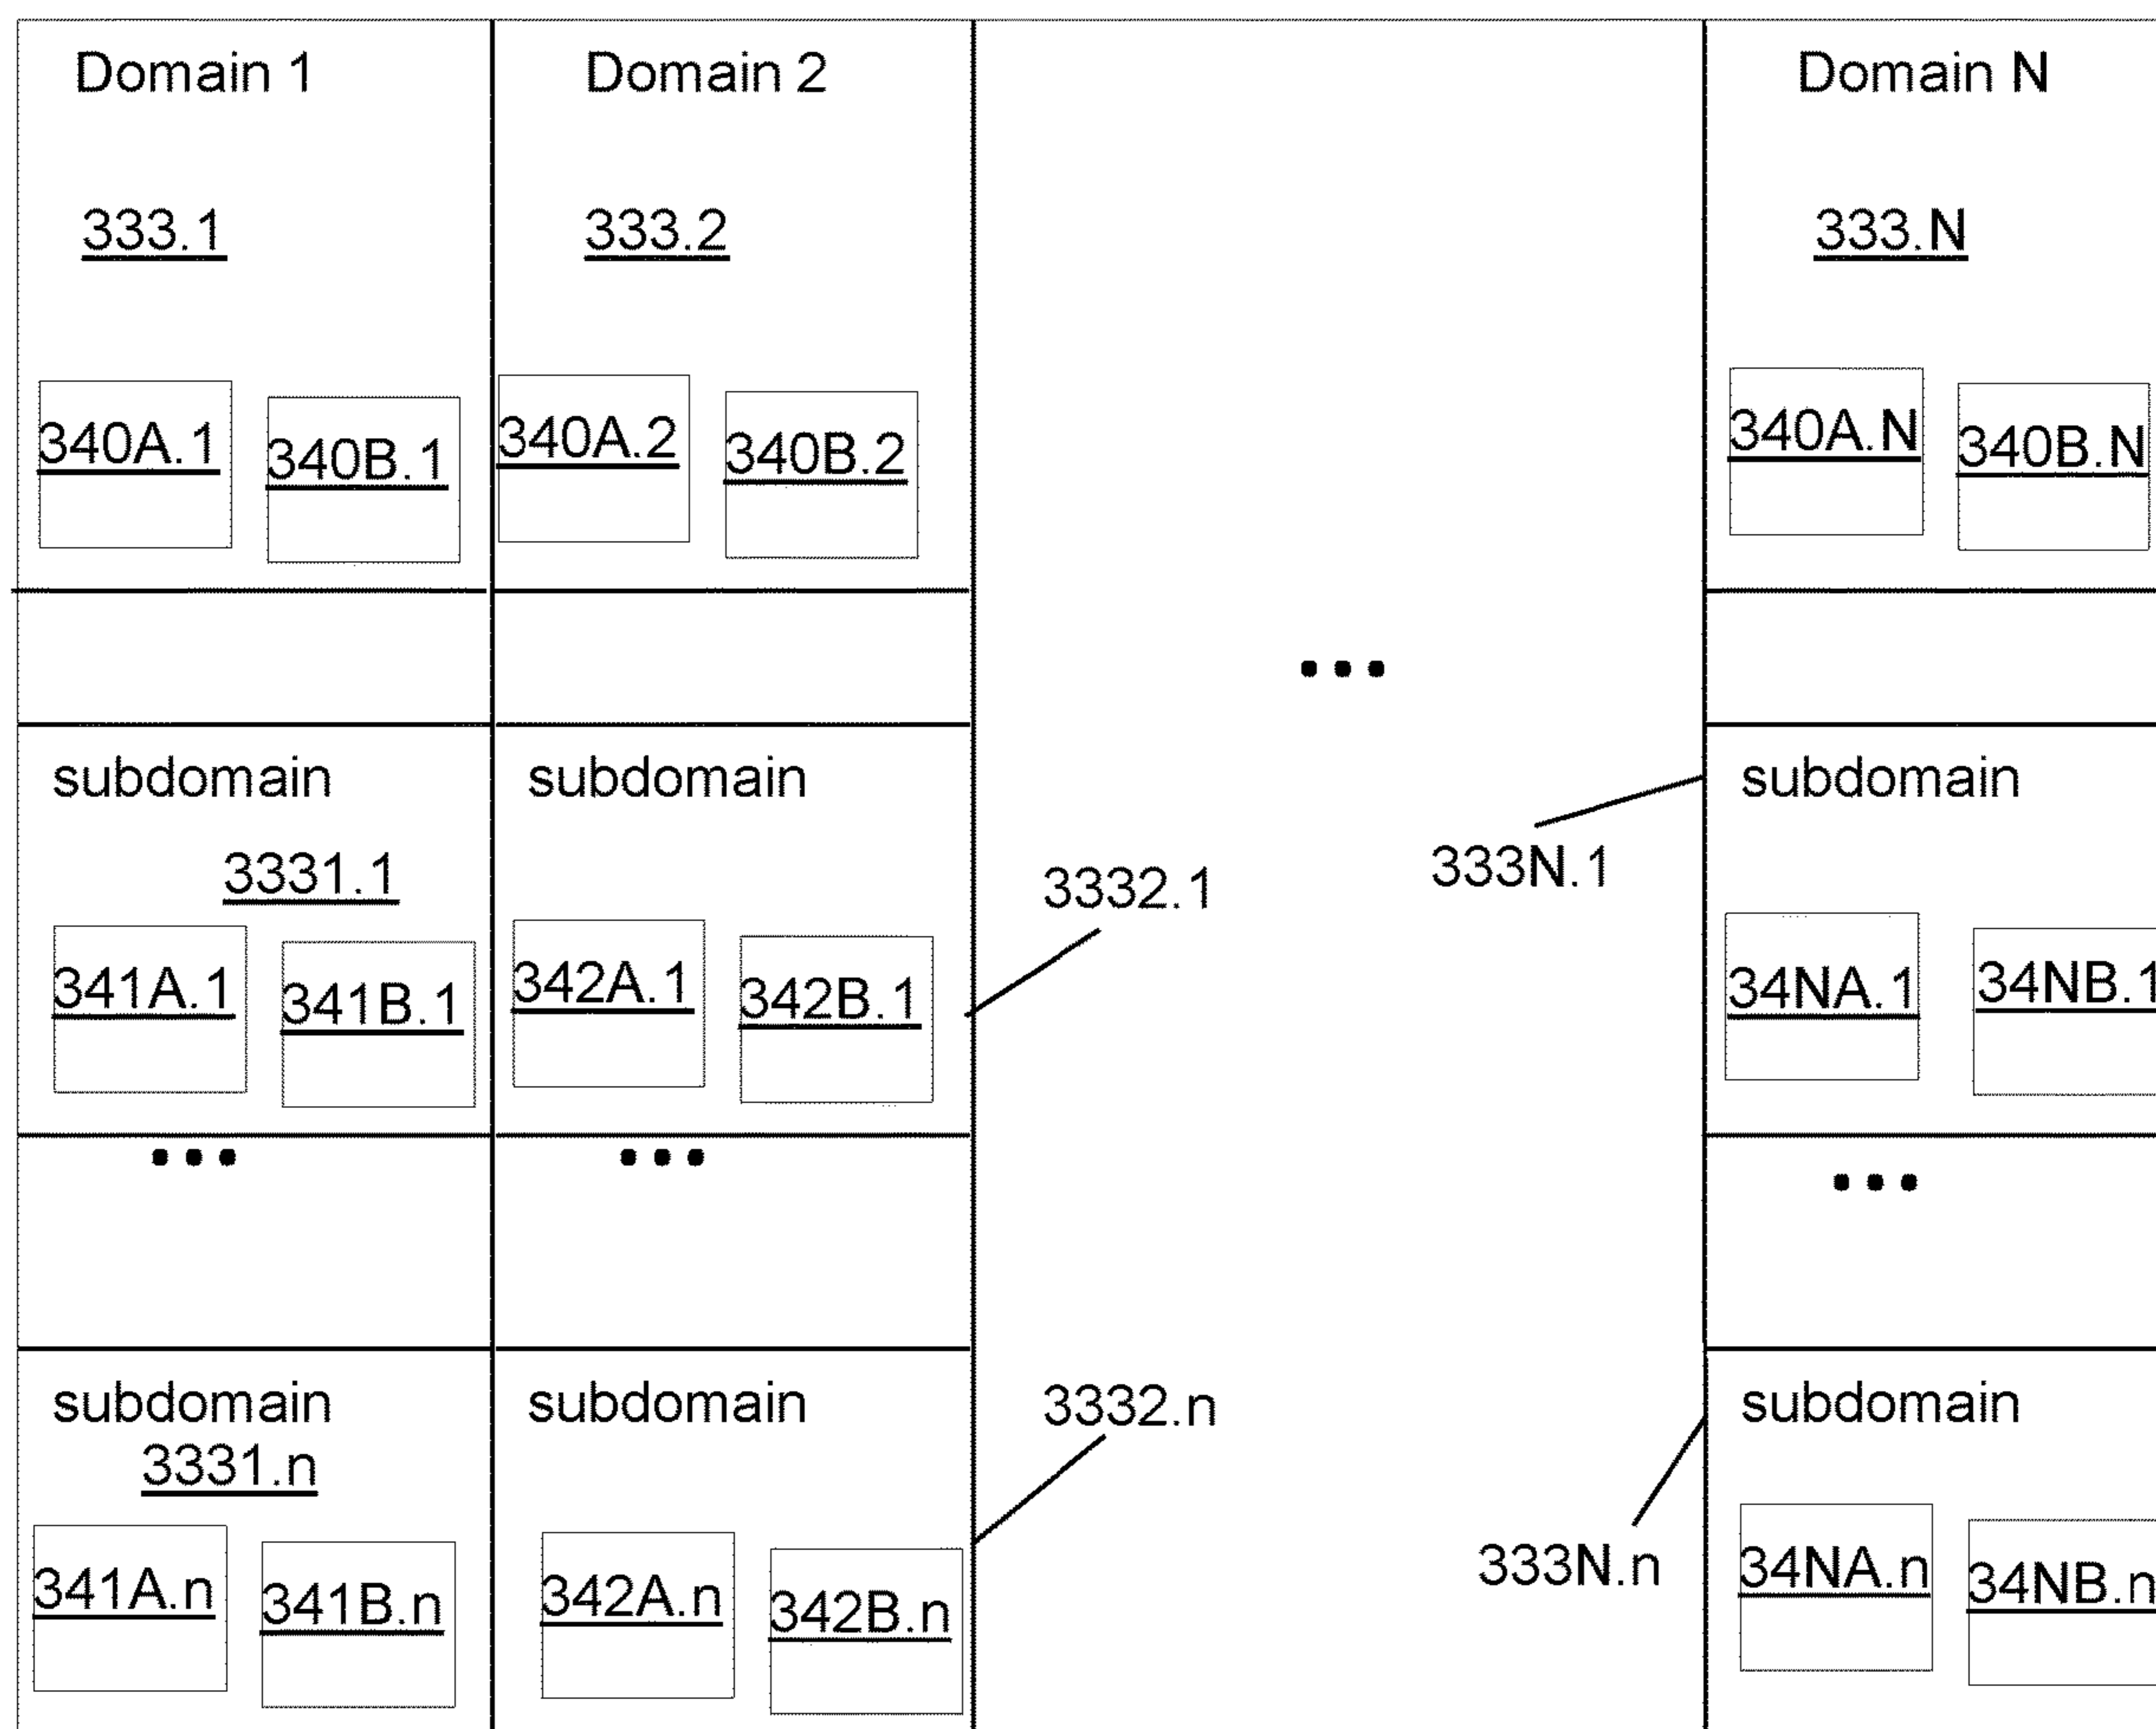 Domain 1
Domain 2
Domain N
333.1
333.2
333.N
340A.1
340B.1
340A.2
340B.2
340A.N
340B.N
...
subdomain
subdomain
subdomain
3331.1
3332.1
333N.1
341A.1
341B.1
342A.1
342B.1
34NA.1
34NB.1
...
...
...
subdomain
subdomain
subdomain
3331.n
3332.n
333N.n
341A.n
341B.n
342A.n
342B.n
34NA.n
34NB.n